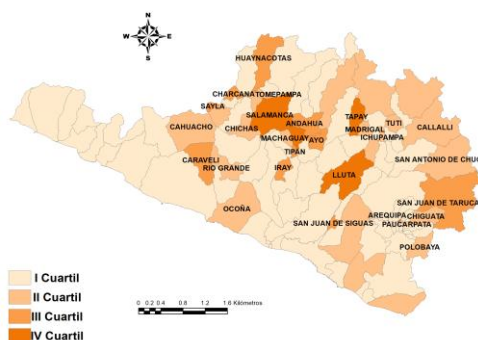 N
W E
S
HUAYNACOTAS
CHARCANA TOMEPAMPA
SAYLA
SALAMANCA
TAPAY
CAHUACHO
CHICHAS
ANDAHUA
AYO
MADRIGAL
TUTI
CALLALLI
MACHAGUAY
ICHUPAMPA
TIPAN
CARAVELI
RIO GRANDE
IRAY
LLUTA
SAN ANTONIO DE CHUC
SAN JUAN DE TARUCA
OCOÑA
SAN JUAN DE SIGUAS
AREQUIPA
CHIGUATA
PAUCARPATA
POLOBAYA
I Cuartil
II Cuartil
III Cuartil
IV Cuartil
0 0.2 0.4 0.8 1.2 1.6 Kilómetros